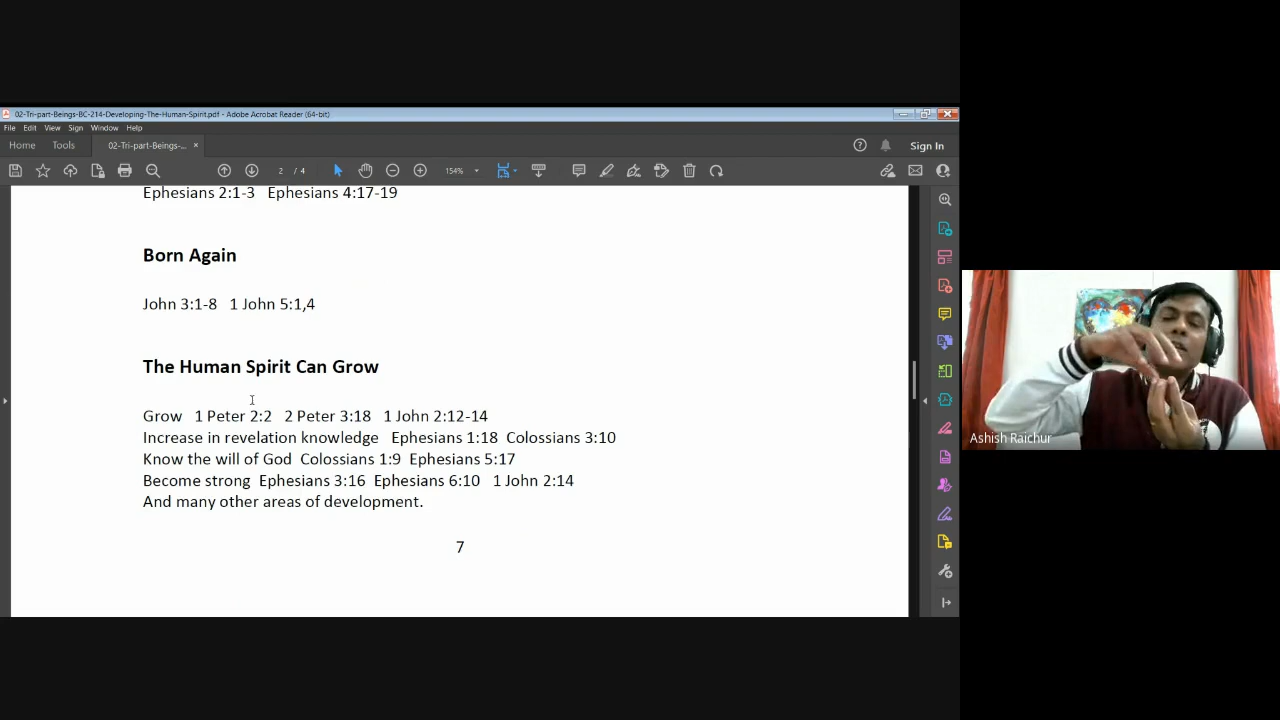 02-Tri-part-Beings-BC-214-Developing-The-Human-Spirit.pdf - Adobe Acrobat Reader (64-bit)
File Edit View Sign Window Help
Home Tools 02-Tri-part-Beings-... × Sign In
2 / 4 154%
Ephesians 2:1-3 Ephesians 4:17-19
Born Again
John 3:1-8 1 John 5:1,4
The Human Spirit Can Grow
Grow 1 Peter 2:2 2 Peter 3:18 1 John 2:12-14
Increase in revelation knowledge Ephesians 1:18 Colossians 3:10
Know the will of God Colossians 1:9 Ephesians 5:17
Become strong Ephesians 3:16 Ephesians 6:10 1 John 2:14
And many other areas of development.
7
Ashish Raichur